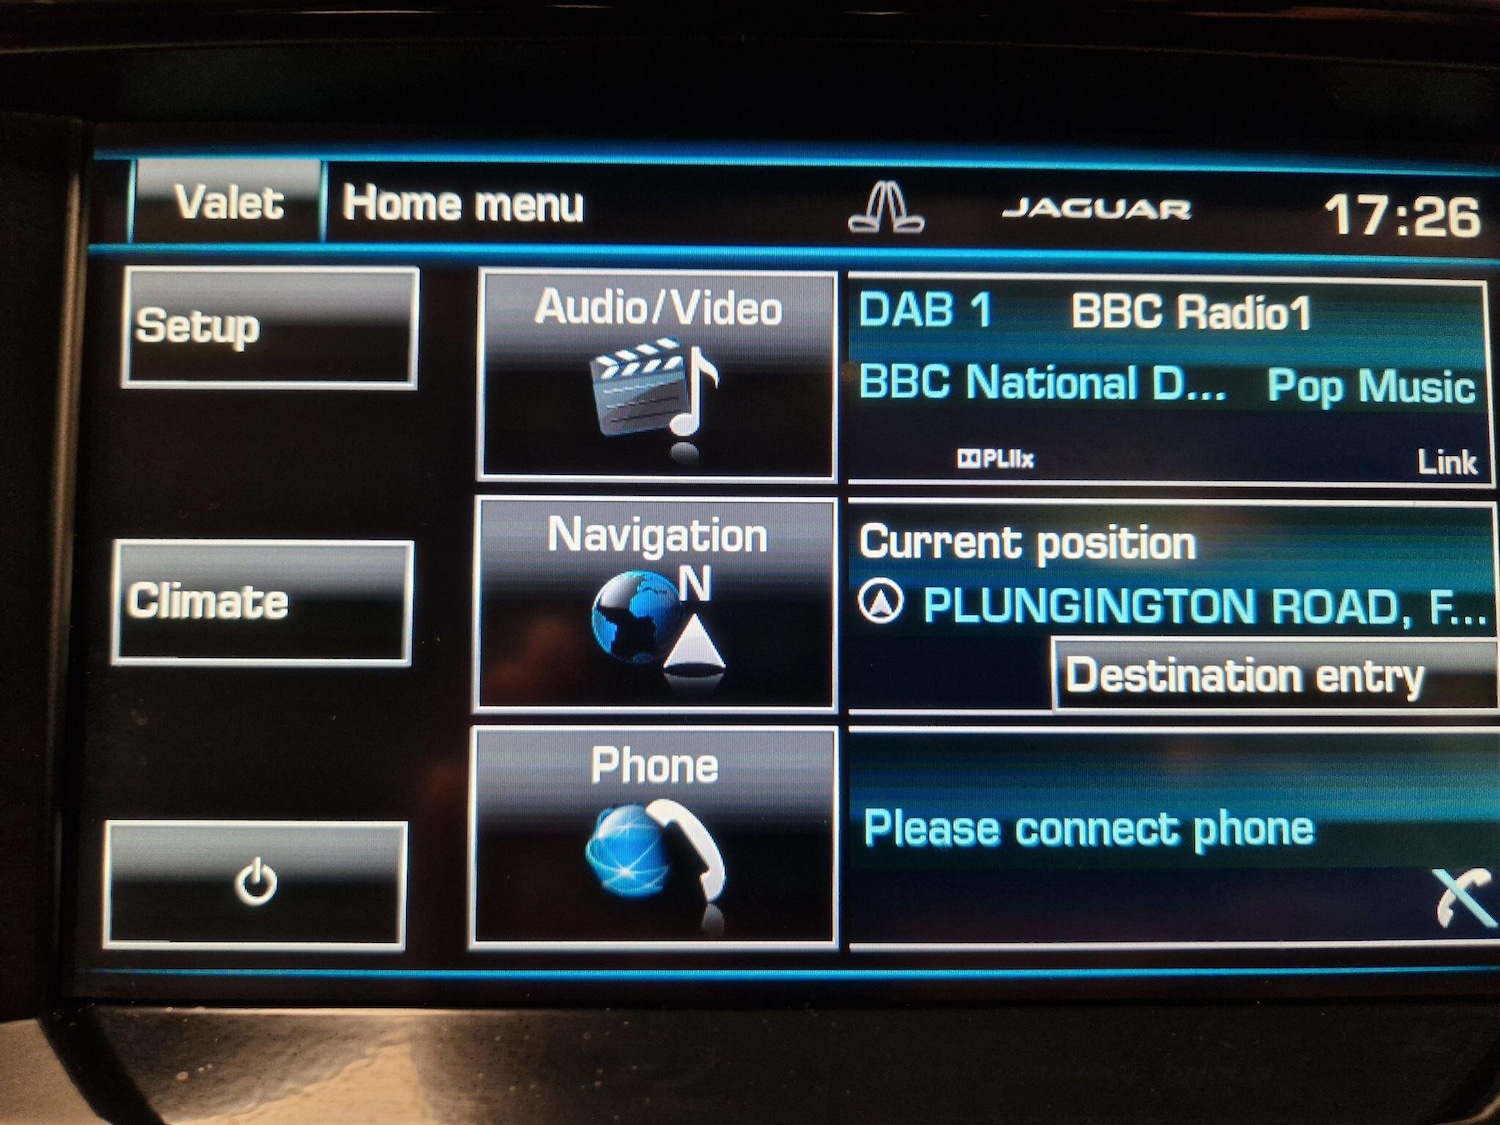 Valet
Home menu
JAGUAR
17:26
Setup
Climate
Audio/Video
Navigation
N
Phone
DAB 1 BBC Radio1
BBC National D... Pop Music
PLIIx
Link
Current position
PLUNGINGTON ROAD, F...
Destination entry
Please connect phone